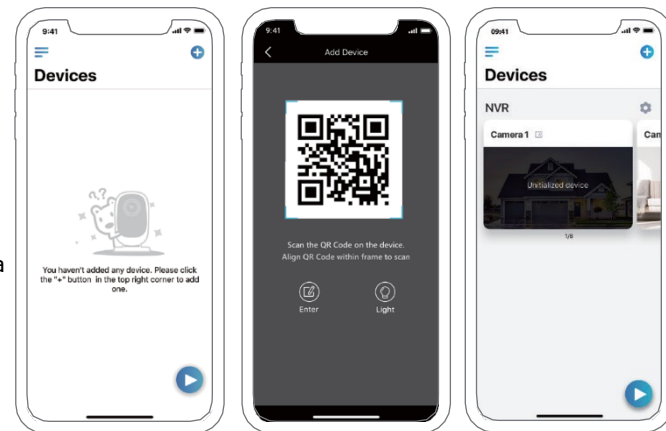 9:41
Devices
You haven't added any device. Please click
the "+" button in the top right corner to add
one.
a
9:41
Add Device
Scan the QR Code on the device.
Align QR Code within frame to scan
Enter
Light
09:41
Devices
NVR
Camera 1
Can
Unitialized device
1/8